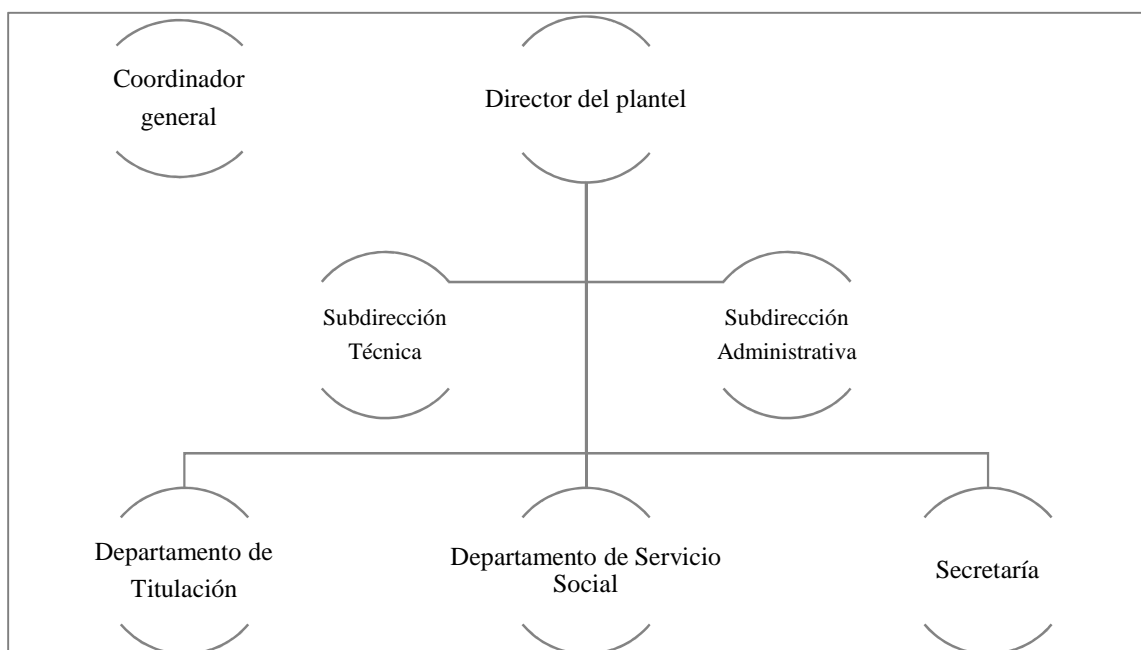 Coordinador
general
Director del plantel
Subdirección
Técnica
Subdirección
Administrativa
Departamento de
Titulación
Departamento de Servicio
Social
Secretaría